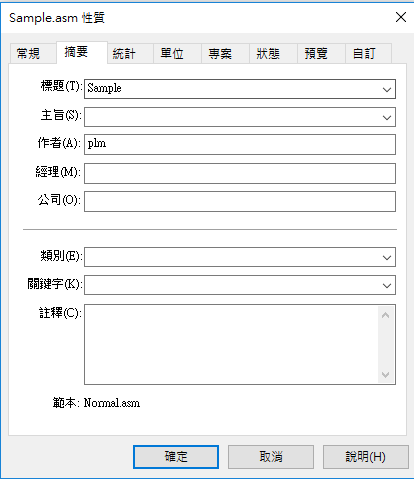 Sample.asm 性質
常規 摘要 統計 單位 專案 狀態 預覽 自訂
標題(T): Sample
主旨(S):
作者(A): plm
經理(M):
公司(O):
類別(E):
關鍵字(K):
註釋(C):
範本: Normal.asm
確定 取消 說明(H)